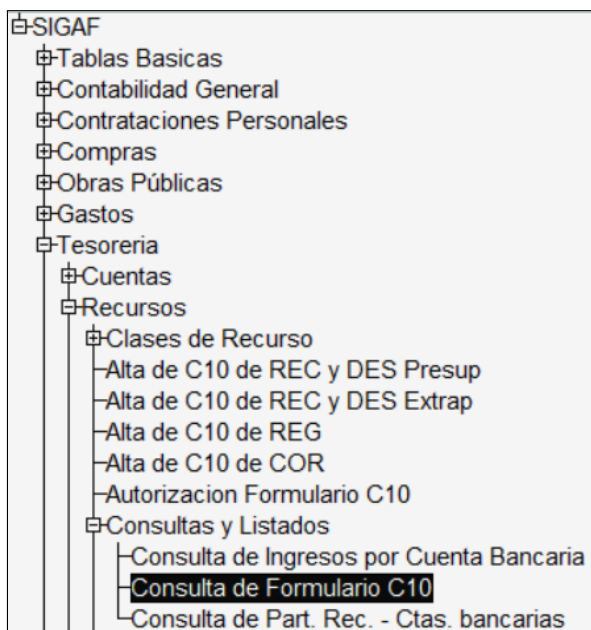 SIGAF
Tablas Basicas
Contabilidad General
Contrataciones Personales
Compras
Obras Públicas
Gastos
Tesoreria
Cuentas
Recursos
Clases de Recurso
Alta de C10 de REC y DES Presup
Alta de C10 de REC y DES Extrap
Alta de C10 de REG
Alta de C10 de COR
Autorizacion Formulario C10
Consultas y Listados
Consulta de Ingresos por Cuenta Bancaria
Consulta de Formulario C10
Consulta de Part. Rec. - Ctas. bancarias